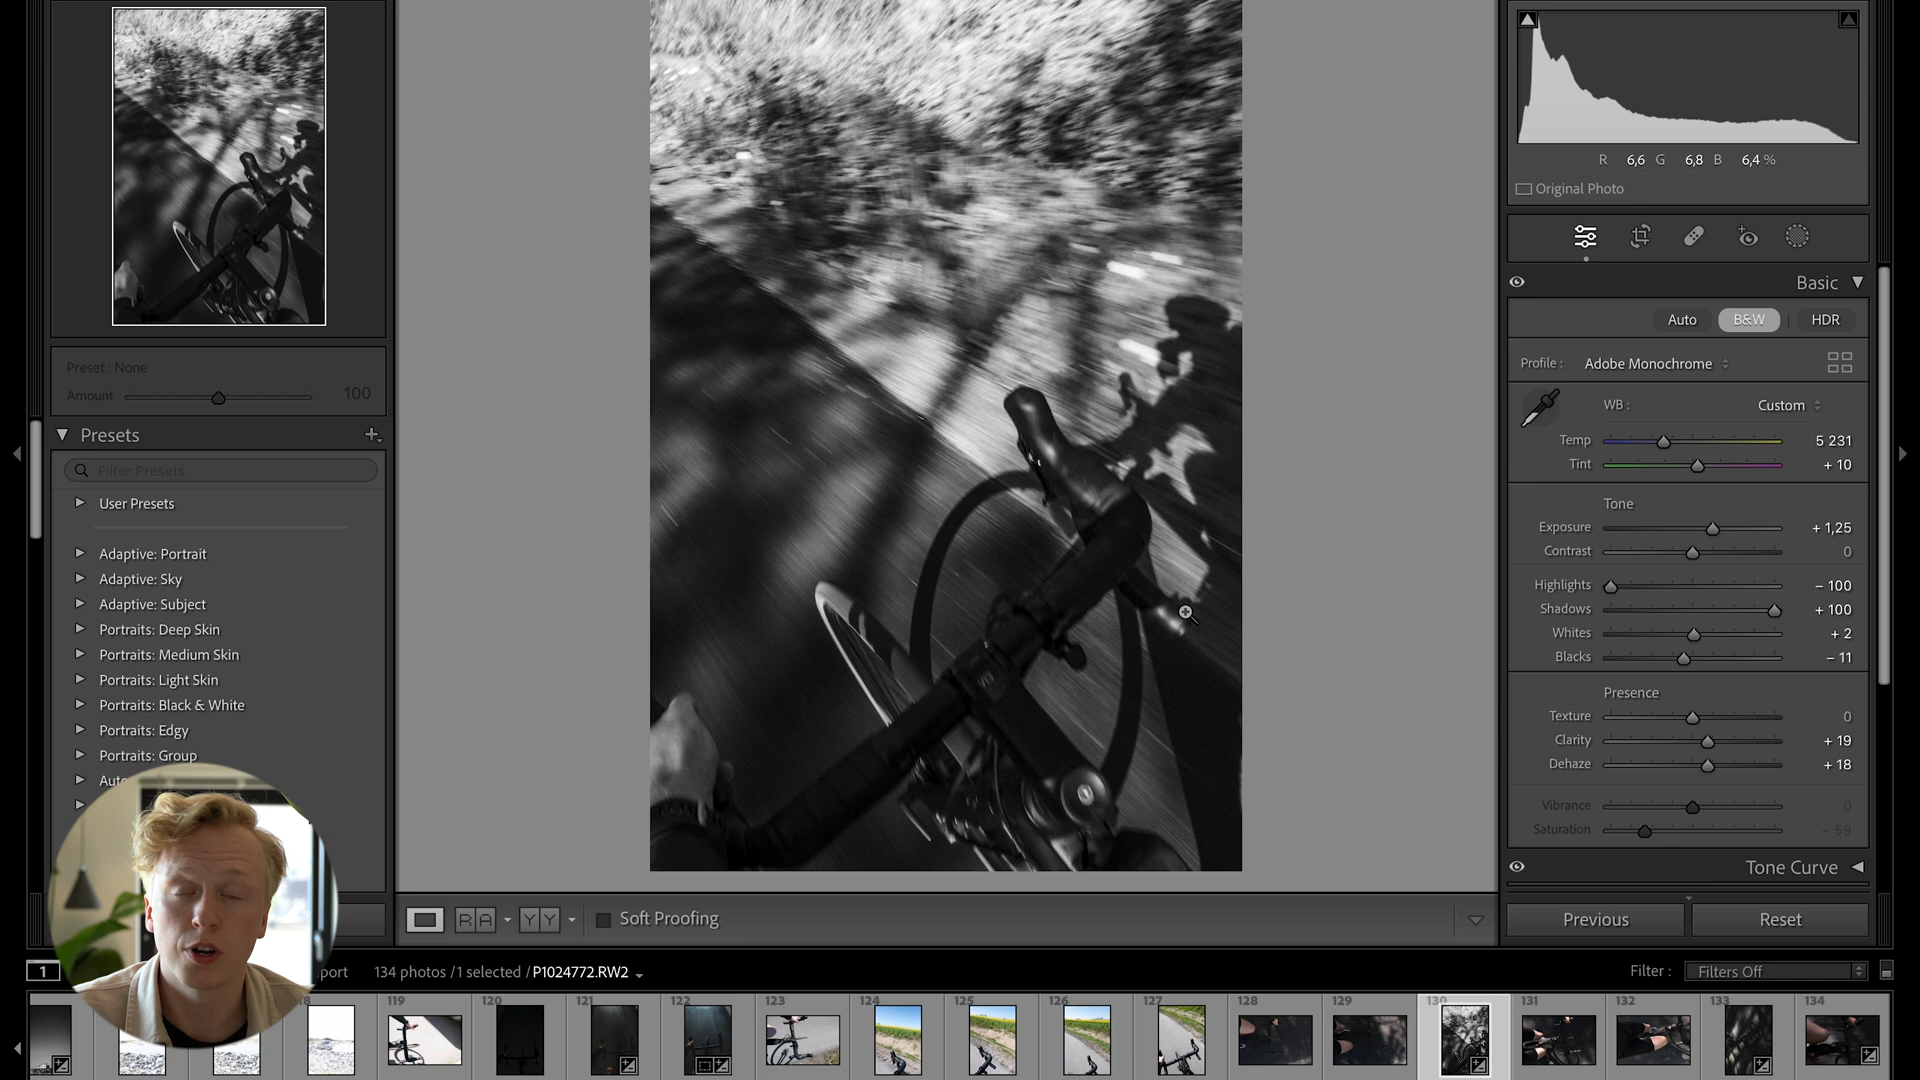 Preset : None
Amount 100
Presets
Filter Presets
User Presets
Adaptive: Portrait
Adaptive: Sky
Adaptive: Subject
Portraits: Deep Skin
Portraits: Medium Skin
Portraits: Light Skin
Portraits: Black & White
Portraits: Edgy
Portraits: Group
R 6,6 G 6,8 B 6,4 %
Original Photo
Basic
Auto B&W HDR
Profile : Adobe Monochrome
WB : Custom
Temp 5 231
Tint + 10
Tone
Exposure + 1,25
Contrast 0
Highlights – 100
Shadows + 100
Whites + 2
Blacks – 11
Presence
Texture 0
Clarity + 19
Dehaze + 18
Vibrance 0
Saturation – 59
Tone Curve
Previous Reset
R A Y Y Soft Proofing
1 134 photos / 1 selected / P1024772.RW2 Filter : Filters Off
119 120 121 122 123 124 125 126 127 128 129 130 131 132 133 134